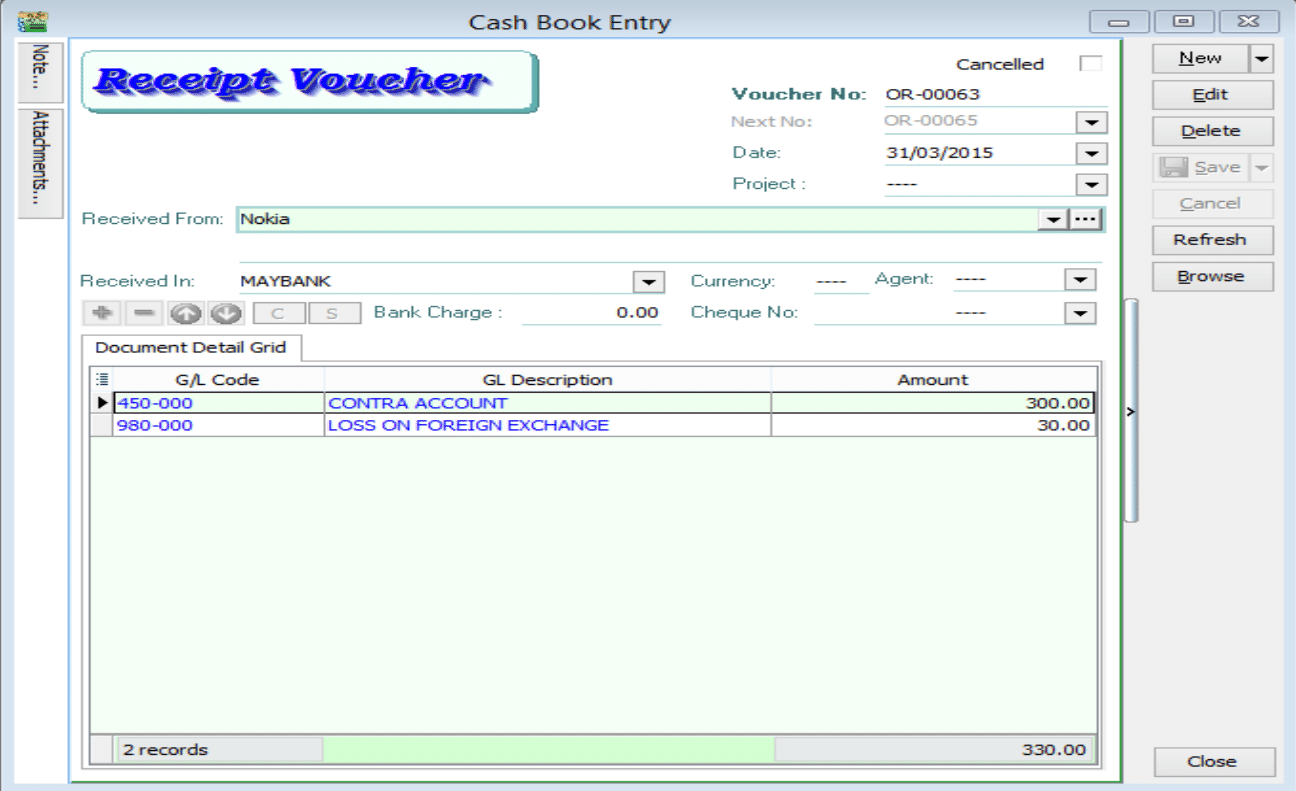 Cash Book Entry
Note...
Attachments...
Receipt Voucher
Cancelled
Voucher No: OR-00063
Next No: OR-00065
Date: 31/03/2015
Project : ----
Received From: Nokia
Received In: MAYBANK Currency: ---- Agent: ----
C S Bank Charge : 0.00 Cheque No: ----
Document Detail Grid
G/L Code GL Description Amount
450-000 CONTRA ACCOUNT 300.00
980-000 LOSS ON FOREIGN EXCHANGE 30.00
2 records 330.00
New
Edit
Delete
Save
Cancel
Refresh
Browse
Close